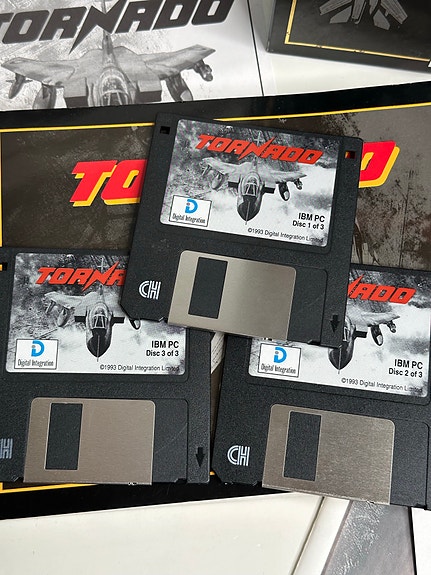 TORNADO
TO
DO
TORNADO
Digital Integration
IBM PC
Disc 1 of 3
©1993 Digital Integration Limited
TORNADO
Digital Integration
IBM PC
Disc 3 of 3
©1993 Digital Integration Limited
TORNADO
Digital Integration
IBM PC
Disc 2 of 3
©1993 Digital Integration Limited